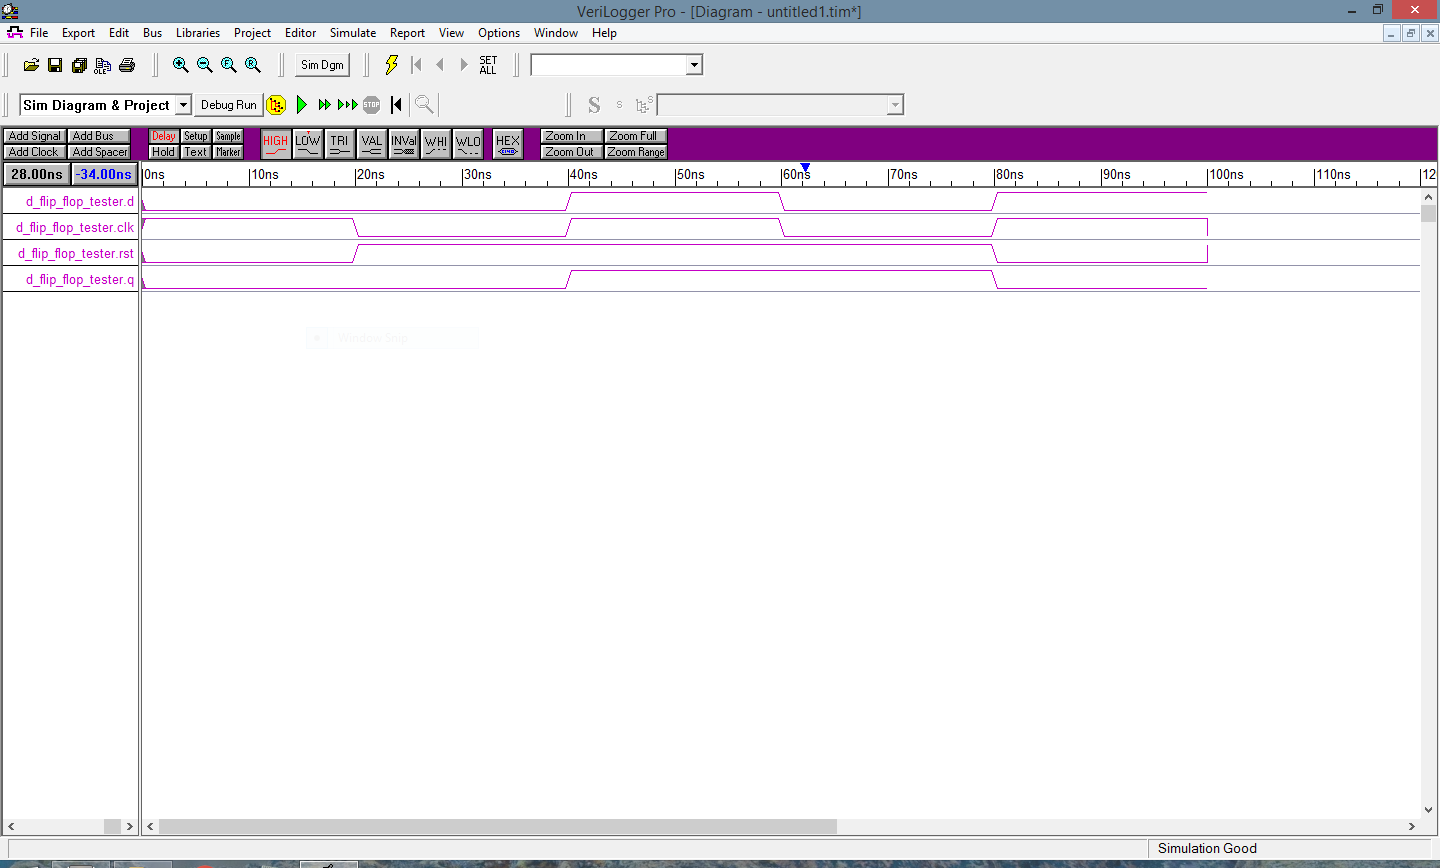 VeriLogger Pro - [Diagram - untitled1.tim*]
File Export Edit Bus Libraries Project Editor Simulate Report View Options Window Help
OLE Sim Dgm SET ALL
Sim Diagram & Project Debug Run STOP S s S
Add Signal Add Bus Delay Setup Sample HIGH LOW TRI VAL INVal WHI WLO HEX Zoom In Zoom Full
Add Clock Add Spacer Hold Text Marker Zoom Out Zoom Range
28.00ns -34.00ns 0ns 10ns 20ns 30ns 40ns 50ns 60ns 70ns 80ns 90ns 100ns 110ns 12
d_flip_flop_tester.d
d_flip_flop_tester.clk
d_flip_flop_tester.rst
d_flip_flop_tester.q
Window Snip
Simulation Good